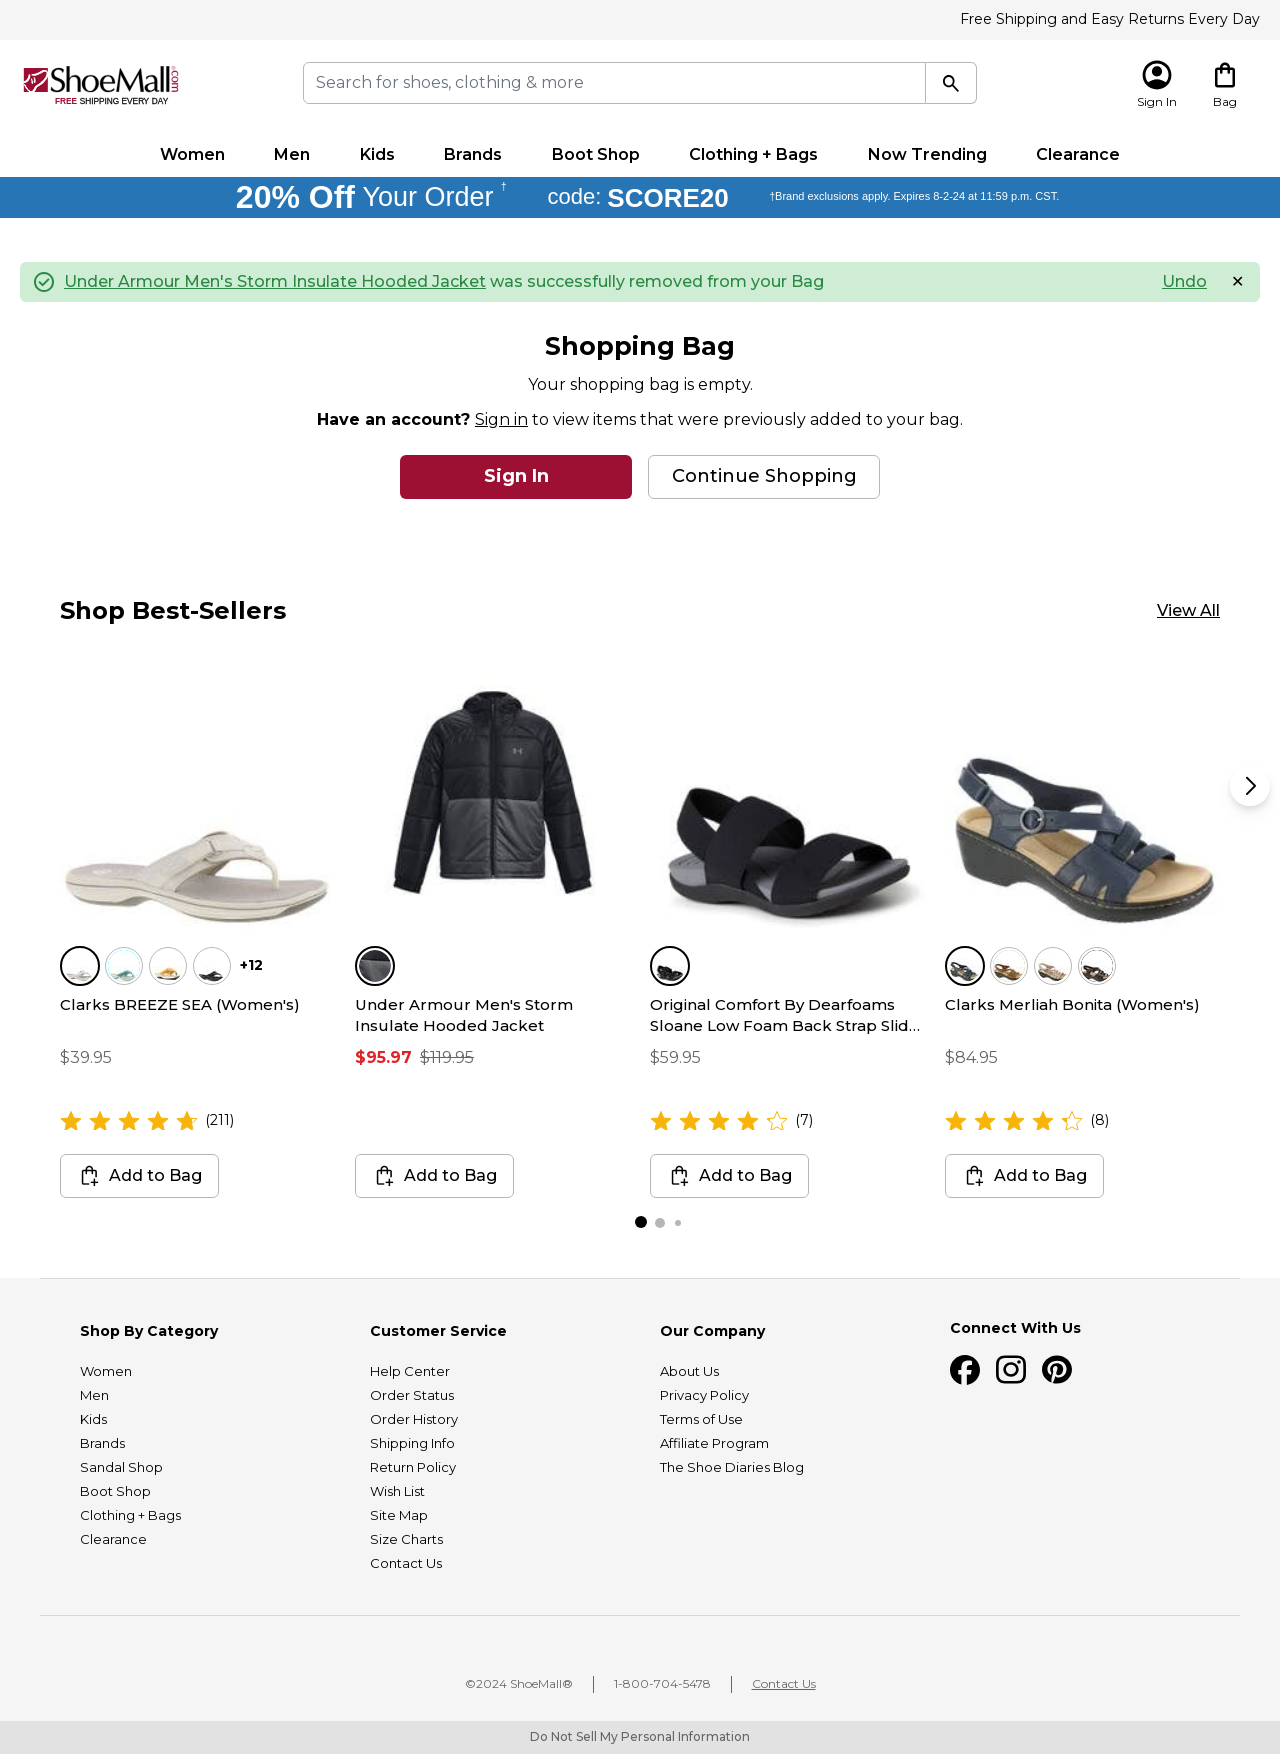 Free Shipping and Easy Returns Every Day
ShoeMall.com®
FREE SHIPPING EVERY DAY
Search for shoes, clothing & more
Sign In
Bag
Women Men Kids Brands Boot Shop Clothing + Bags Now Trending Clearance
20% Off Your Order † code: SCORE20 †Brand exclusions apply. Expires 8-2-24 at 11:59 p.m. CST.
Under Armour Men's Storm Insulate Hooded Jacket was successfully removed from your Bag Undo ×
Shopping Bag
Your shopping bag is empty.
Have an account? Sign in to view items that were previously added to your bag.
Sign In Continue Shopping
Shop Best-Sellers View All
+12
Clarks BREEZE SEA (Women's)
$39.95
(211)
Add to Bag
Under Armour Men's Storm
Insulate Hooded Jacket
$95.97 $119.95
Add to Bag
Original Comfort By Dearfoams
Sloane Low Foam Back Strap Slid...
$59.95
(7)
Add to Bag
Clarks Merliah Bonita (Women's)
$84.95
(8)
Add to Bag
Shop By Category
Women
Men
Kids
Brands
Sandal Shop
Boot Shop
Clothing + Bags
Clearance
Customer Service
Help Center
Order Status
Order History
Shipping Info
Return Policy
Wish List
Site Map
Size Charts
Contact Us
Our Company
About Us
Privacy Policy
Terms of Use
Affiliate Program
The Shoe Diaries Blog
Connect With Us
©2024 ShoeMall® 1-800-704-5478 Contact Us
Do Not Sell My Personal Information